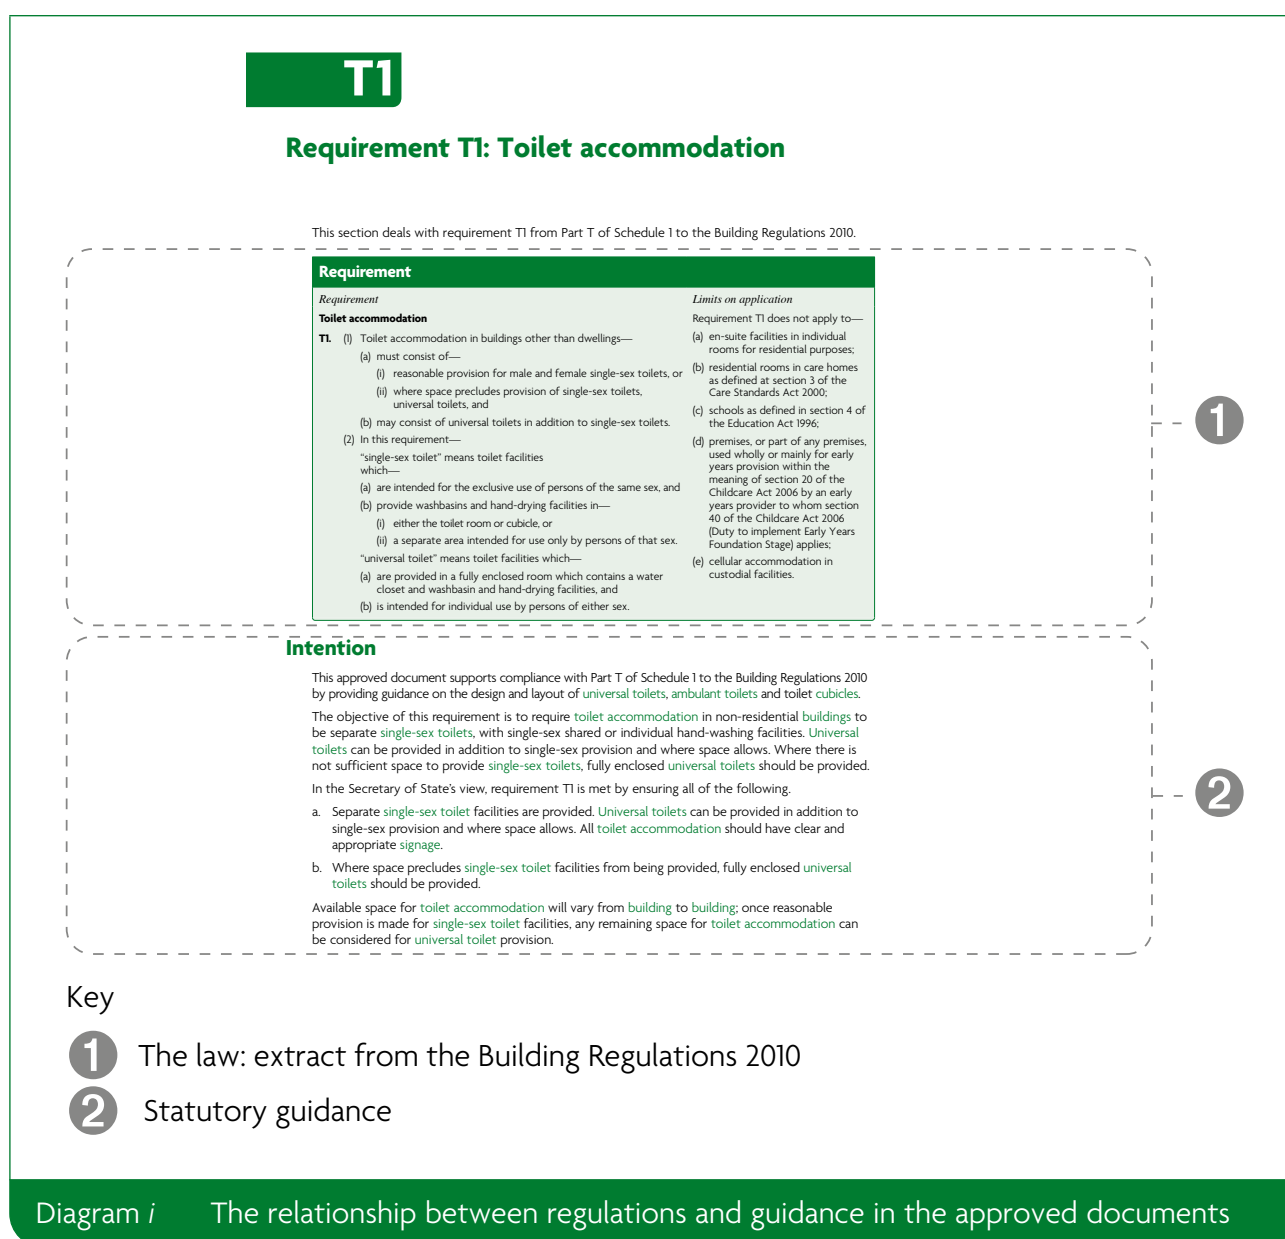 T1
Requirement T1: Toilet accommodation
This section deals with requirement T1 from Part T of Schedule 1 to the Building Regulations 2010.
Requirement
Requirement
Toilet accommodation
T1. (1) Toilet accommodation in buildings other than dwellings—
(a) must consist of—
(i) reasonable provision for male and female single-sex toilets, or
(ii) where space precludes provision of single-sex toilets,
universal toilets, and
(b) may consist of universal toilets in addition to single-sex toilets.
(2) In this requirement—
“single-sex toilet” means toilet facilities
which—
(a) are intended for the exclusive use of persons of the same sex, and
(b) provide washbasins and hand-drying facilities in—
(i) either the toilet room or cubicle, or
(ii) a separate area intended for use only by persons of that sex.
“universal toilet” means toilet facilities which—
(a) are provided in a fully enclosed room which contains a water
closet and washbasin and hand-drying facilities, and
(b) is intended for individual use by persons of either sex.
Limits on application
Requirement T1 does not apply to—
(a) en-suite facilities in individual
rooms for residential purposes;
(b) residential rooms in care homes
as defined at section 3 of the
Care Standards Act 2000;
(c) schools as defined in section 4 of
the Education Act 1996;
(d) premises, or part of any premises,
used wholly or mainly for early
years provision within the
meaning of section 20 of the
Childcare Act 2006 by an early
years provider to whom section
40 of the Childcare Act 2006
(Duty to implement Early Years
Foundation Stage) applies;
(e) cellular accommodation in
custodial facilities.
1
Intention
This approved document supports compliance with Part T of Schedule 1 to the Building Regulations 2010
by providing guidance on the design and layout of universal toilets, ambulant toilets and toilet cubicles.
The objective of this requirement is to require toilet accommodation in non-residential buildings to
be separate single-sex toilets, with single-sex shared or individual hand-washing facilities. Universal
toilets can be provided in addition to single-sex provision and where space allows. Where there is
not sufficient space to provide single-sex toilets, fully enclosed universal toilets should be provided.
In the Secretary of State’s view, requirement T1 is met by ensuring all of the following.
a. Separate single-sex toilet facilities are provided. Universal toilets can be provided in addition to
single-sex provision and where space allows. All toilet accommodation should have clear and
appropriate signage.
b. Where space precludes single-sex toilet facilities from being provided, fully enclosed universal
toilets should be provided.
Available space for toilet accommodation will vary from building to building; once reasonable
provision is made for single-sex toilet facilities, any remaining space for toilet accommodation can
be considered for universal toilet provision.
2
Key
1 The law: extract from the Building Regulations 2010
2 Statutory guidance
Diagram i The relationship between regulations and guidance in the approved documents